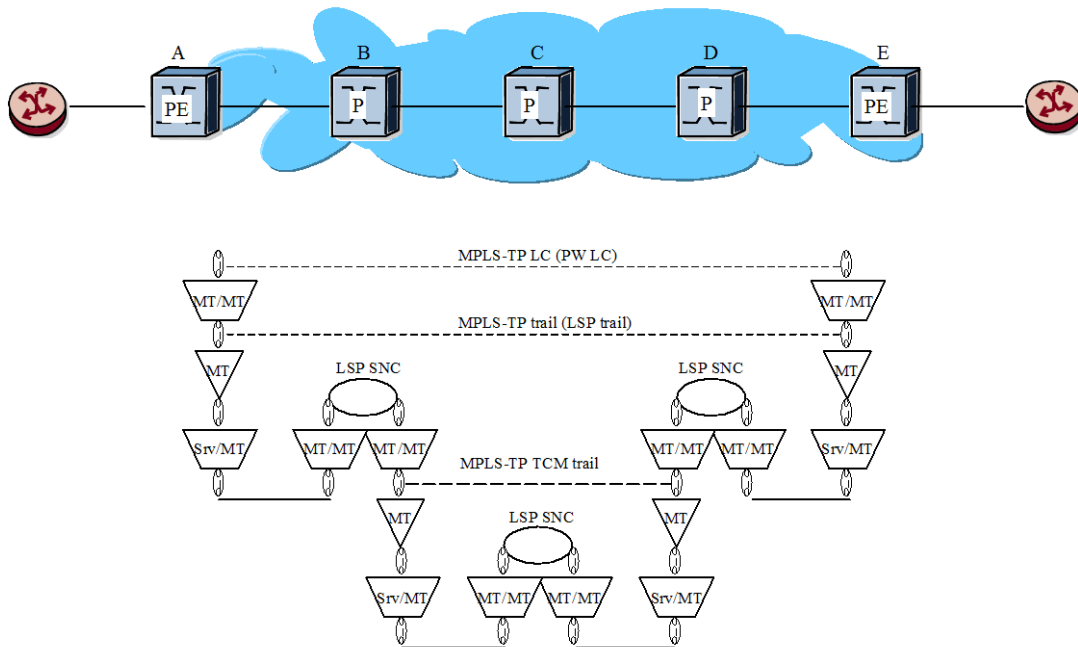 A B C D E
PE P P P PE
MPLS-TP LC (PW LC)
MT/MT MT/MT
MPLS-TP trail (LSP trail)
MT MT
LSP SNC LSP SNC
Srv/MT MT/MT MT/MT MT/MT MT/MT Srv/MT
MPLS-TP TCM trail
MT MT
LSP SNC
Srv/MT MT/MT MT/MT Srv/MT